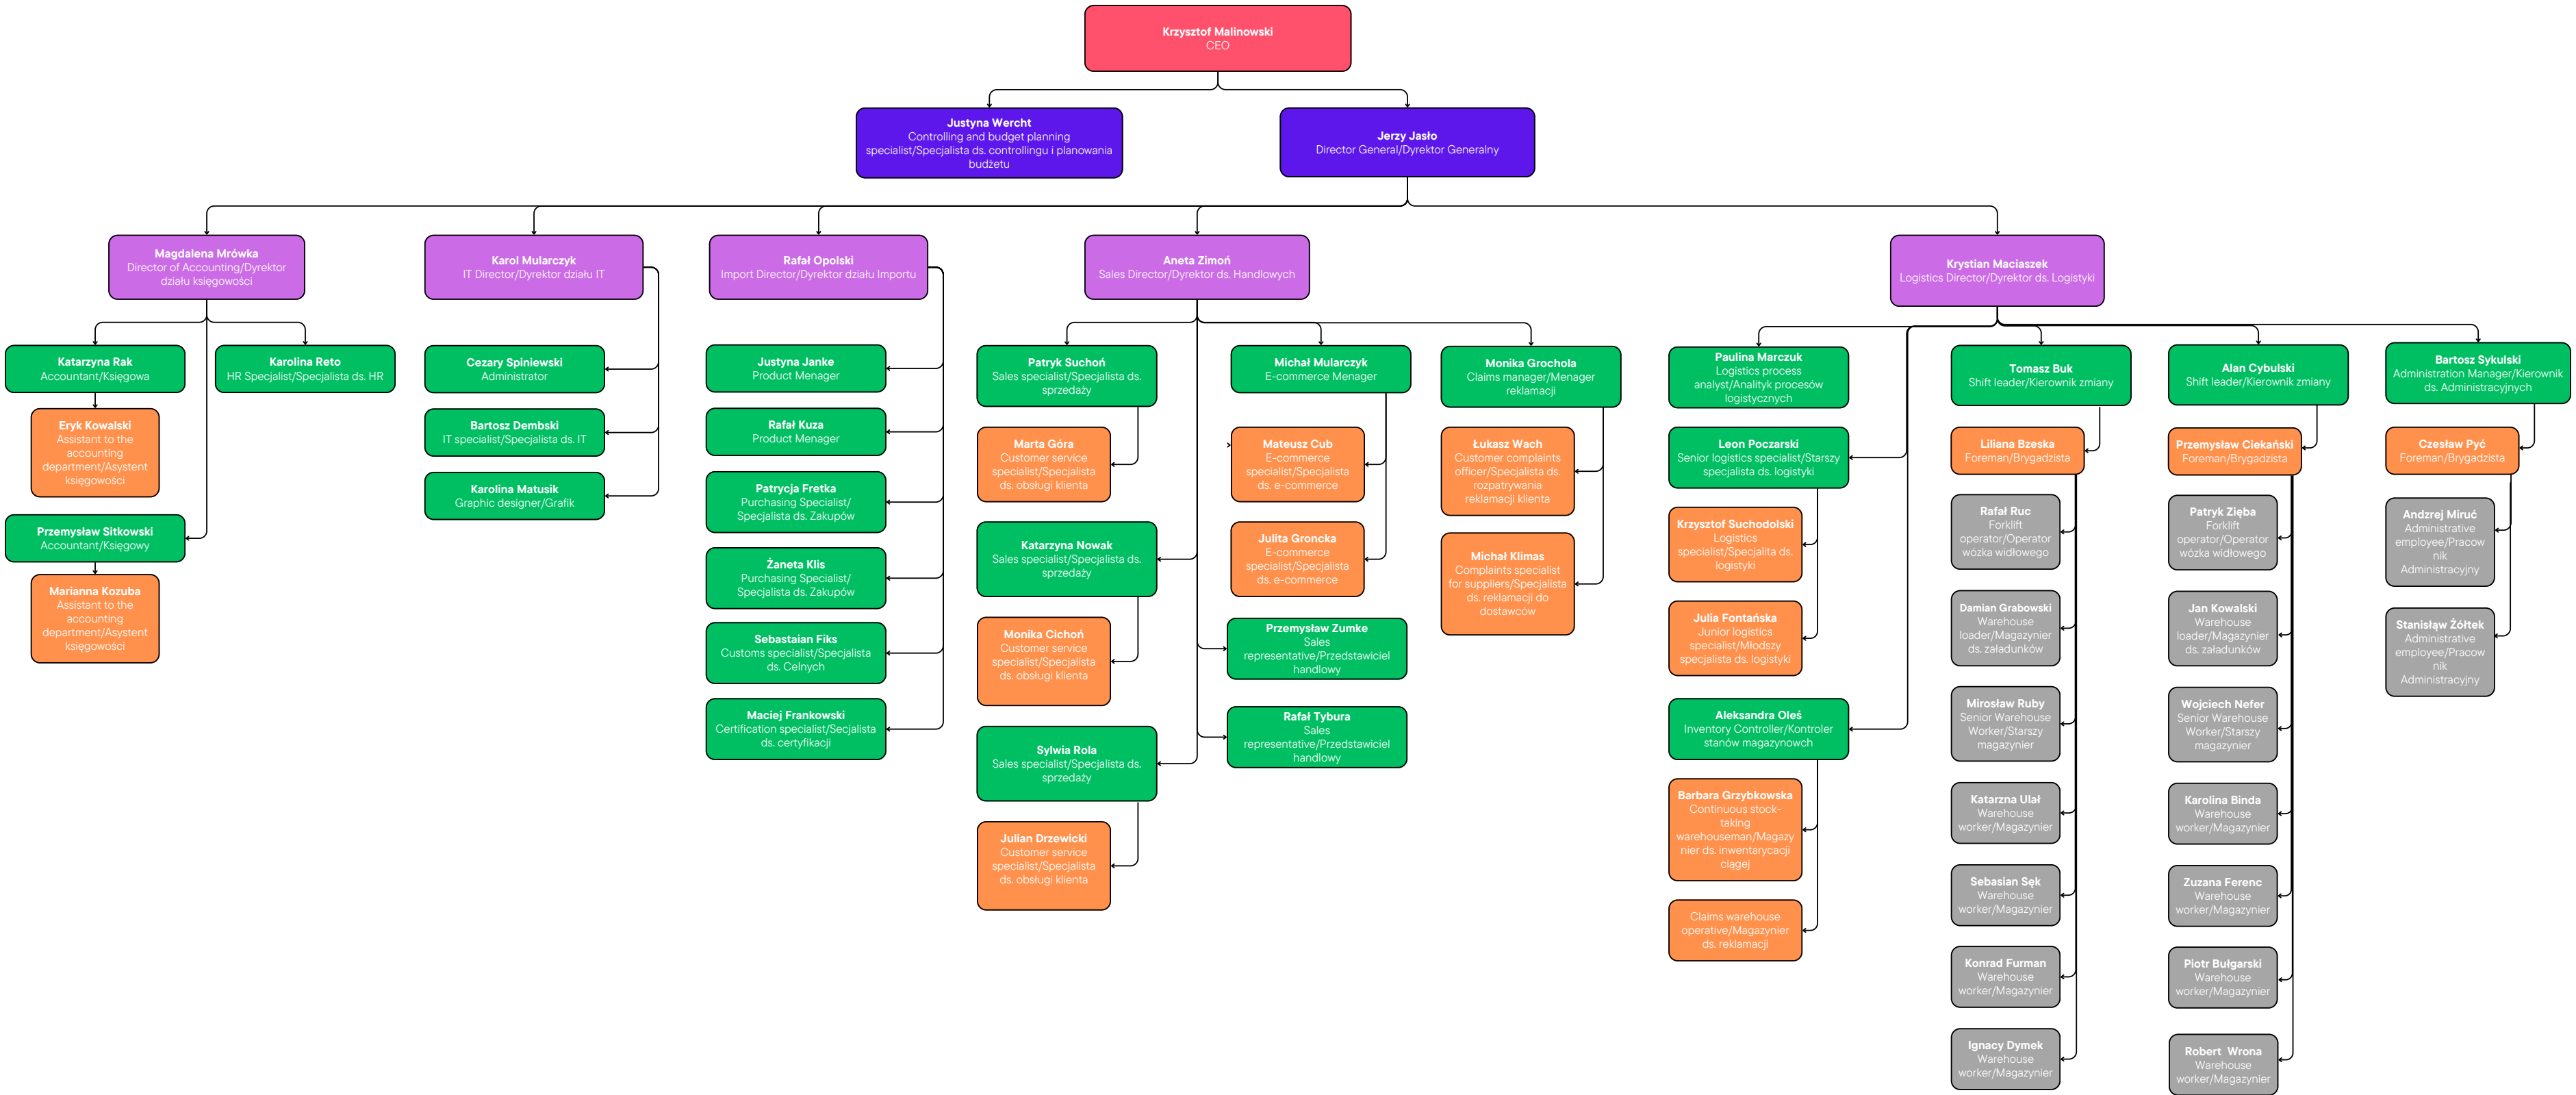 Krzysztof Malinowski
CEO
Justyna Wercht
Controlling and budget planning
specialist/Specjalista ds. controllingu i planowania
budżetu
Jerzy Jasło
Director General/Dyrektor Generalny
Magdalena Mrówka
Director of Accounting/Dyrektor
działu księgowości
Karol Mularczyk
IT Director/Dyrektor działu IT
Rafał Opolski
Import Director/Dyrektor działu Importu
Aneta Zimoń
Sales Director/Dyrektor ds. Handlowych
Krystian Maciaszek
Logistics Director/Dyrektor ds. Logistyki
Katarzyna Rak
Accountant/Księgowa
Karolina Reto
HR Specjalist/Specjalista ds. HR
Eryk Kowalski
Assistant to the
accounting
department/Asystent
księgowości
Przemysław Sitkowski
Accountant/Księgowy
Marianna Kozuba
Assistant to the
accounting
department/Asystent
księgowości
Cezary Spiniewski
Administrator
Bartosz Dembski
IT specialist/Specjalista ds. IT
Karolina Matusik
Graphic designer/Grafik
Justyna Janke
Product Menager
Rafał Kuza
Product Menager
Patrycja Fretka
Purchasing Specialist/
Specjalista ds. Zakupów
Żaneta Klis
Purchasing Specialist/
Specjalista ds. Zakupów
Sebastaian Fiks
Customs specialist/Specjalista
ds. Celnych
Maciej Frankowski
Certification specialist/Secjalista
ds. certyfikacji
Patryk Suchoń
Sales specialist/Specjalista ds.
sprzedaży
Marta Góra
Customer service
specialist/Specjalista
ds. obsługi klienta
Katarzyna Nowak
Sales specialist/Specjalista ds.
sprzedaży
Monika Cichoń
Customer service
specialist/Specjalista
ds. obsługi klienta
Sylwia Rola
Sales specialist/Specjalista ds.
sprzedaży
Julian Drzewicki
Customer service
specialist/Specjalista
ds. obsługi klienta
Michał Mularczyk
E-commerce Menager
Mateusz Cub
E-commerce
specialist/Specjalista
ds. e-commerce
Julita Groncka
E-commerce
specialist/Specjalista
ds. e-commerce
Przemysław Zumke
Sales
representative/Przedstawiciel
handlowy
Rafał Tybura
Sales
representative/Przedstawiciel
handlowy
Monika Grochola
Claims manager/Menager
reklamacji
Łukasz Wach
Customer complaints
officer/Specjalista ds.
rozpatrywania
reklamacji klienta
Michał Klimas
Complaints specialist
for suppliers/Specjalista
ds. reklamacji do
dostawców
Paulina Marczuk
Logistics process
analyst/Analityk procesów
logistycznych
Leon Poczarski
Senior logistics specialist/Starszy
specjalista ds. logistyki
Krzysztof Suchodolski
Logistics
specialist/Specjalita ds.
logistyki
Julia Fontańska
Junior logistics
specialist/Młodszy
specjalista ds. logistyki
Aleksandra Oleś
Inventory Controller/Kontroler
stanów magazynowch
Barbara Grzybkowska
Continuous stock-
taking
warehouseman/Magazy
nier ds. inwentarycacji
ciągej
Claims warehouse
operative/Magazynier
ds. reklamacji
Tomasz Buk
Shift leader/Kierownik zmiany
Liliana Bzeska
Foreman/Brygadzista
Rafał Ruc
Forklift
operator/Operator
wózka widłowego
Damian Grabowski
Warehouse
loader/Magazynier
ds. załadunków
Mirosław Ruby
Senior Warehouse
Worker/Starszy
magazynier
Katarzna Ulał
Warehouse
worker/Magazynier
Sebasian Sęk
Warehouse
worker/Magazynier
Konrad Furman
Warehouse
worker/Magazynier
Ignacy Dymek
Warehouse
worker/Magazynier
Alan Cybulski
Shift leader/Kierownik zmiany
Przemysław Ciekański
Foreman/Brygadzista
Patryk Zięba
Forklift
operator/Operator
wózka widłowego
Jan Kowalski
Warehouse
loader/Magazynier
ds. załadunków
Wojciech Nefer
Senior Warehouse
Worker/Starszy
magazynier
Karolina Binda
Warehouse
worker/Magazynier
Zuzana Ferenc
Warehouse
worker/Magazynier
Piotr Bułgarski
Warehouse
worker/Magazynier
Robert Wrona
Warehouse
worker/Magazynier
Bartosz Sykulski
Administration Manager/Kierownik
ds. Administracyjnych
Czesław Pyć
Foreman/Brygadzista
Andzrej Miruć
Administrative
employee/Pracow
nik
Administracyjny
Stanisłąw Żółtek
Administrative
employee/Pracow
nik
Administracyjny